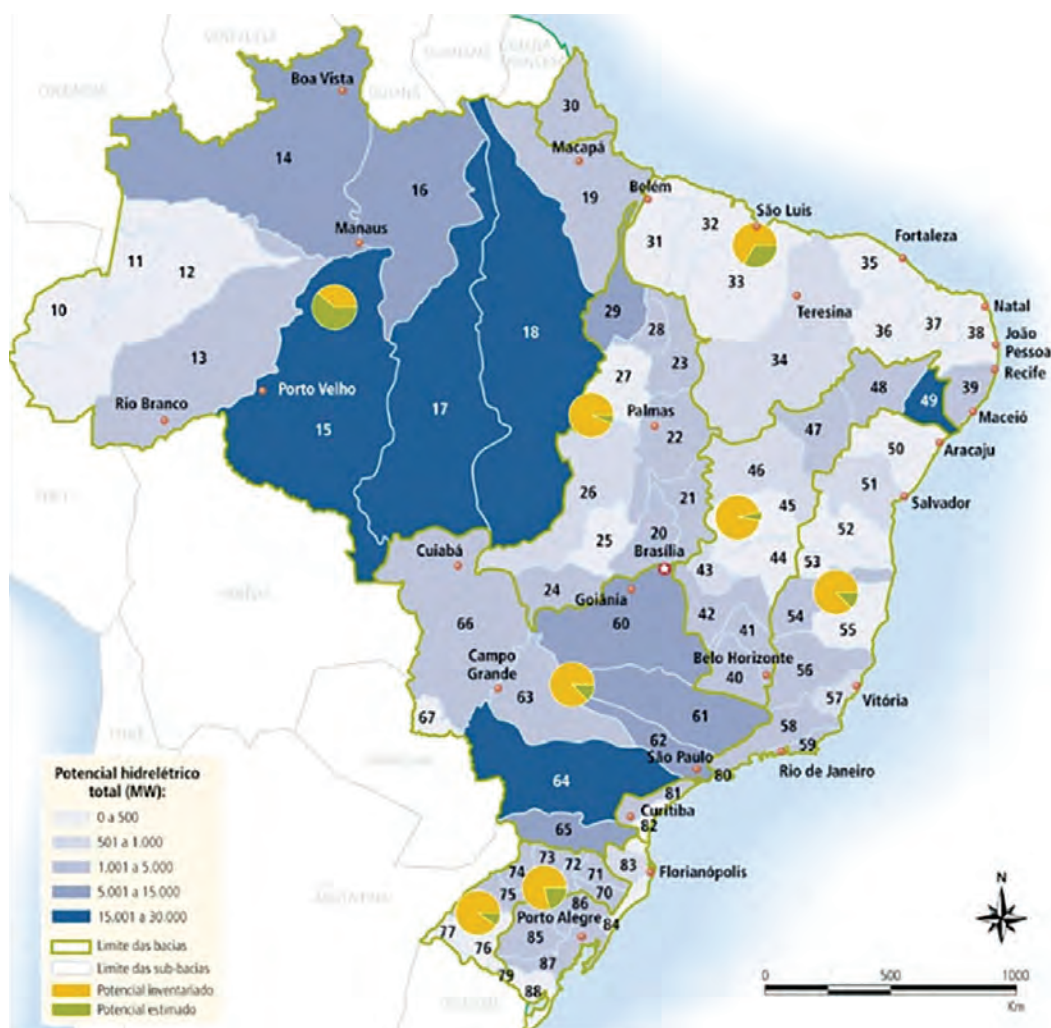 VENEZUELA
GUIANA
SURINAME
COLÔMBIA
Boa Vista
30
14
Macapá
16
19
Belém
São Luis
Manaus
32
31
Fortaleza
11
12
35
33
10
Teresina
Natal
29
28
18
36
37
38
João
Pessoa
13
23
34
Recife
27
48
39
Porto Velho
49
17
Palmas
Rio Branco
Maceió
15
22
47
Aracaju
50
46
51
26
21
45
Salvador
20
52
25
Brasília
44
53
Cuiabá
43
24
Goiânia
42
54
66
60
41
55
Campo
Grande
Belo Horizonte
56
40
63
57
Vitória
67
61
58
62
59
São Paulo
80
Rio de Janeiro
64
81
Curitiba
82
65
73
72
83
74
71
Florianópolis
75
70
86
Porto Alegre
84
77
85
76
87
79
88
Potencial hidrelétrico
total (MW):
0 a 500
501 a 1.000
1.001 a 5.000
5.001 a 15.000
15.001 a 30.000
Limite das bacias
Limite das sub-bacias
Potencial inventariado
Potencial estimado
N
0 500 1000
Km